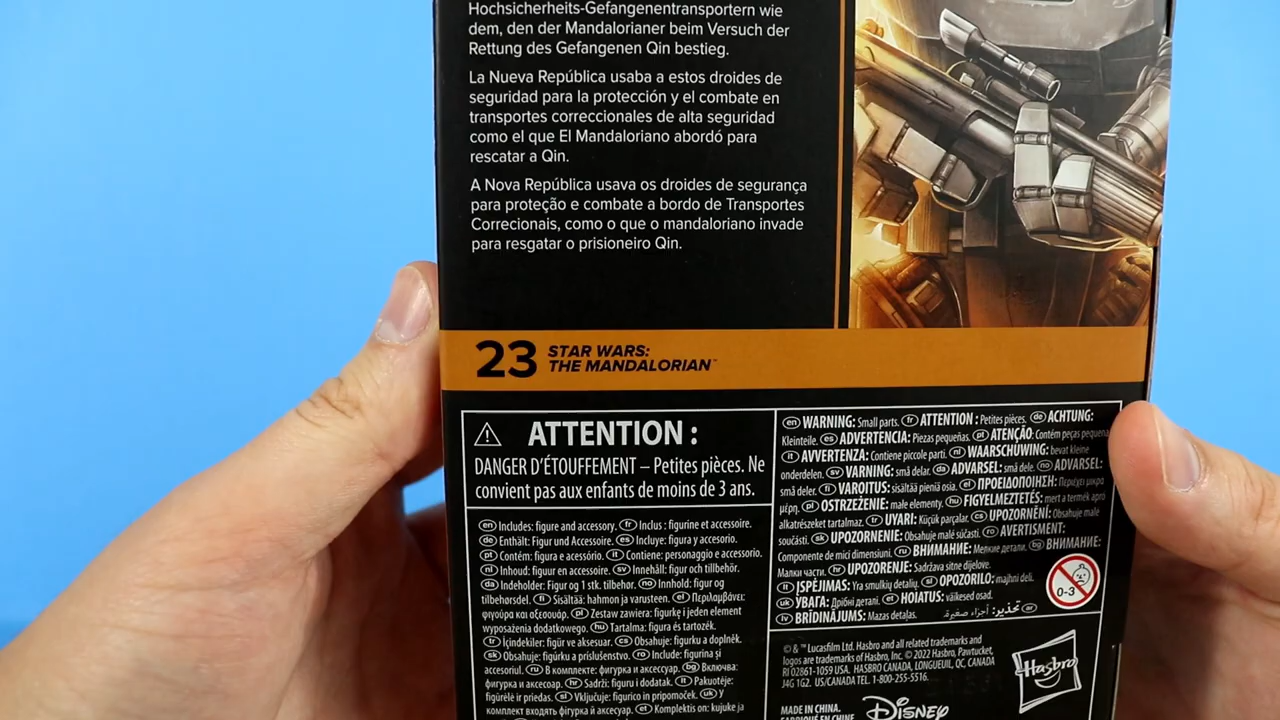 Hochsicherheits-Gefangenentransportern wie
dem, den der Mandalorianer beim Versuch der
Rettung des Gefangenen Qin bestieg.
La Nueva República usaba a estos droides de
seguridad para la protección y el combate en
transportes correccionales de alta seguridad
como el que El Mandaloriano abordó para
rescatar a Qin.
A Nova República usava os droides de segurança
para proteção e combate a bordo de Transportes
Correcionais, como o que o mandaloriano invade
para resgatar o prisioneiro Qin.
23 STAR WARS:
THE MANDALORIAN™
ATTENTION :
DANGER D'ÉTOUFFEMENT – Petites pièces. Ne
convient pas aux enfants de moins de 3 ans.
en Includes: figure and accessory. fr Inclus : figurine et accessoire.
de Enthält: Figur und Accessoire. es Incluye: figura y accesorio.
pt Contém: figura e acessório. it Contiene: personaggio e accessorio.
nl Inhoud: figuur en accessoire. sv Innehåll: figur och tillbehör.
da Indeholder: Figur og 1 stk. tilbehør. no Innhold: figur og
tilbehørsdel. fi Sisältää: hahmon ja varusteen. el Περιλαμβάνει:
φιγούρα και αξεσουάρ. pl Zestaw zawiera: figurkę i jeden element
wyposażenia dodatkowego. hu Tartalma: figura és tartozék.
tr İçindekiler: figür ve aksesuar. cs Obsahuje: figurku a doplněk.
sk Obsahuje: figúrku a príslušenstvo. ro Include: figurina și
accesoriul. ru В комплекте: фигурка и аксессуар. bg Включва:
фигурка и аксесоар. hr Sadrži: figuru i dodatak. lt Pakuotėje:
figūrėlė ir priedas. sl Vključuje: figurico in pripomoček. uk У
комплект входять фігурка й аксесуар. et Komplektis on: kujuke ja
en WARNING: Small parts. fr ATTENTION : Petites pièces. de ACHTUNG:
Kleinteile. es ADVERTENCIA: Piezas pequeñas. pt ATENÇÃO: Contém peças pequenas
it AVVERTENZA: Contiene piccole parti. nl WAARSCHUWING: bevat kleine
onderdelen. sv VARNING: små delar. da ADVARSEL: små dele. no ADVARSEL:
små deler. fi VAROITUS: sisältää pieniä osia. el ΠΡΟΕΙΔΟΠΟΙΗΣΗ: Περιέχει μικρά
μέρη. pl OSTRZEŻENIE: małe elementy. hu FIGYELMEZTETÉS: mert a termék apró
alkatrészeket tartalmaz. tr UYARI: Küçük parçalar. cs UPOZORNĚNÍ: Obsahuje malé
součásti. sk UPOZORNENIE: Obsahuje malé súčasti. ro AVERTISMENT:
Componente de mici dimensiuni. ru ВНИМАНИЕ: Мелкие детали. bg ВНИМАНИЕ:
Малки части. hr UPOZORENJE: Sadržava sitne dijelove.
lt ĮSPĖJIMAS: Yra smulkių detalių. sl OPOZORILO: majhni deli.
uk УВАГА: Дрібні деталі. et HOIATUS: väikesed osad.
lv BRĪDINĀJUMS: Mazas detaļas. ar تحذير: أجزاء صغيرة
0-3
© & ™ Lucasfilm Ltd. Hasbro and all related trademarks and
logos are trademarks of Hasbro, Inc. © 2022 Hasbro, Pawtucket,
RI 02861-1059 USA. HASBRO CANADA, LONGUEUIL, QC, CANADA
J4G 1G2. US/CANADA TEL. 1-800-255-5516.
Hasbro
MADE IN CHINA.
FABRIQUÉ EN CHINE
DISNEY